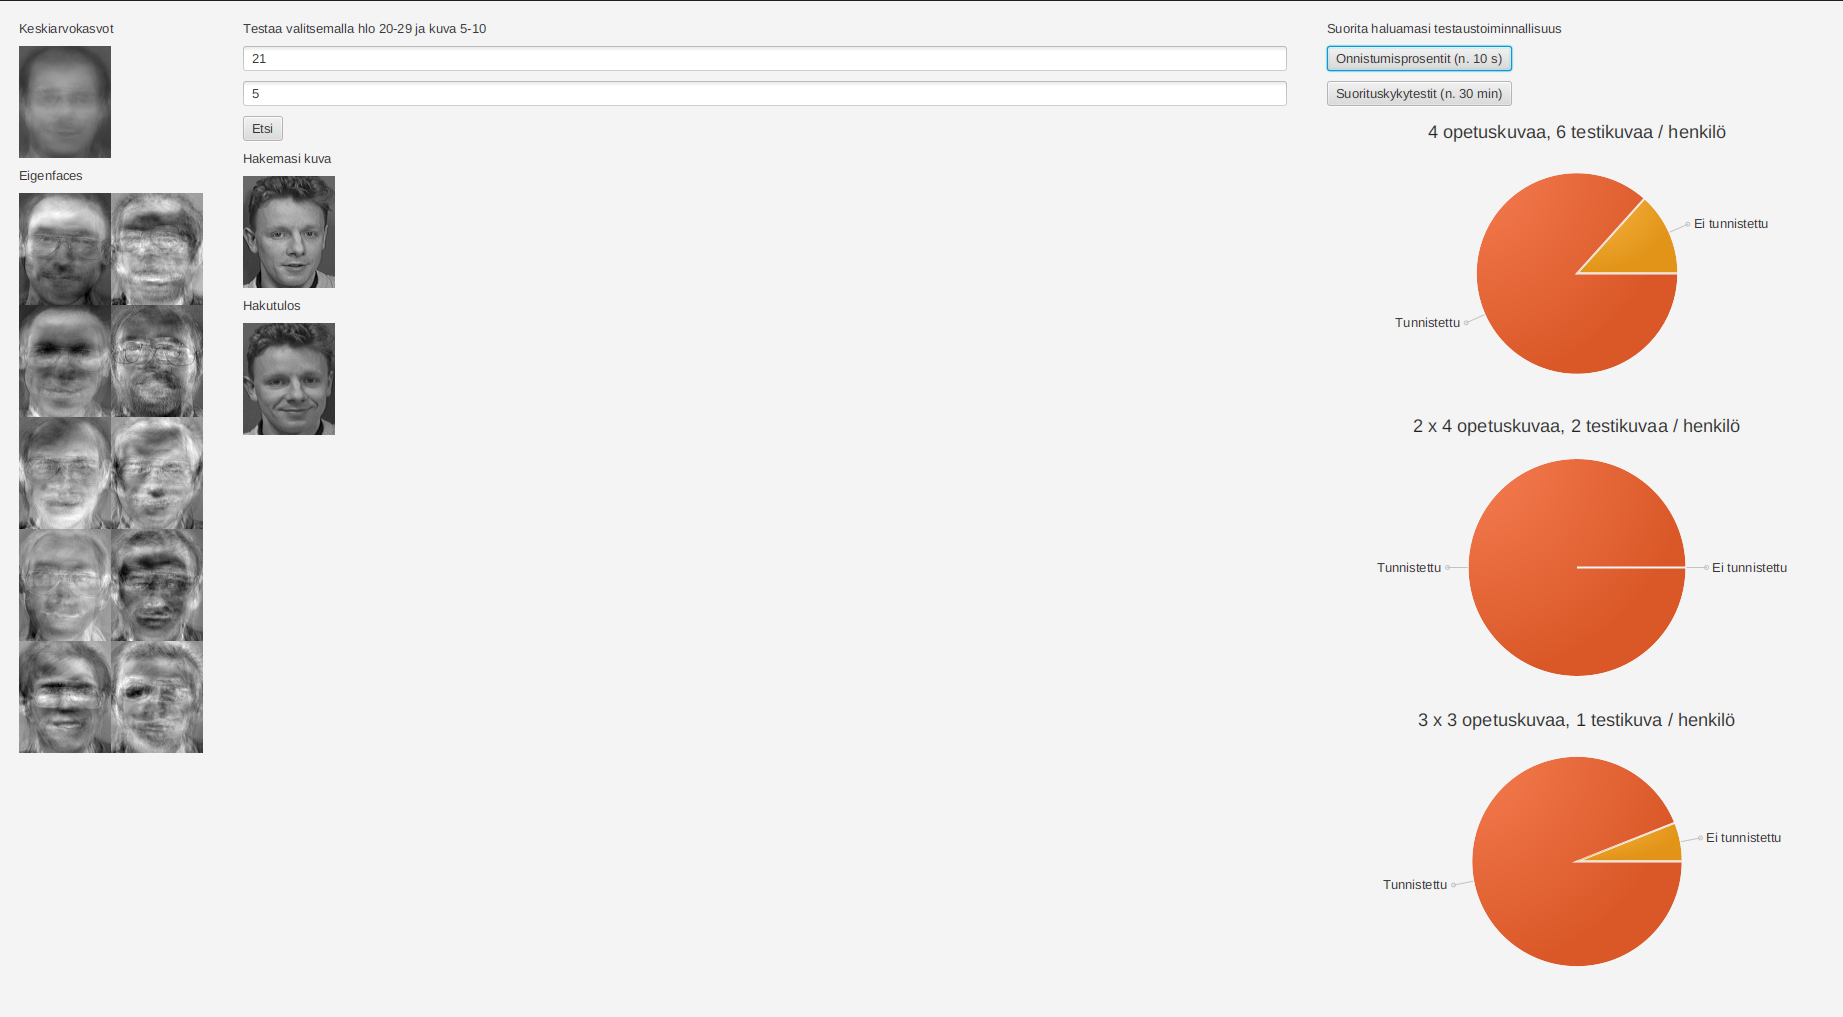 Keskiarvokasvot
Eigenfaces
Testaa valitsemalla hlo 20-29 ja kuva 5-10
21
5
Etsi
Hakemasi kuva
Hakutulos
Suorita haluamasi testaustoiminnallisuus
Onnistumisprosentit (n. 10 s)
Suorituskykytestit (n. 30 min)
4 opetuskuvaa, 6 testikuvaa / henkilö
Ei tunnistettu
Tunnistettu
2 x 4 opetuskuvaa, 2 testikuvaa / henkilö
Tunnistettu
Ei tunnistettu
3 x 3 opetuskuvaa, 1 testikuva / henkilö
Ei tunnistettu
Tunnistettu